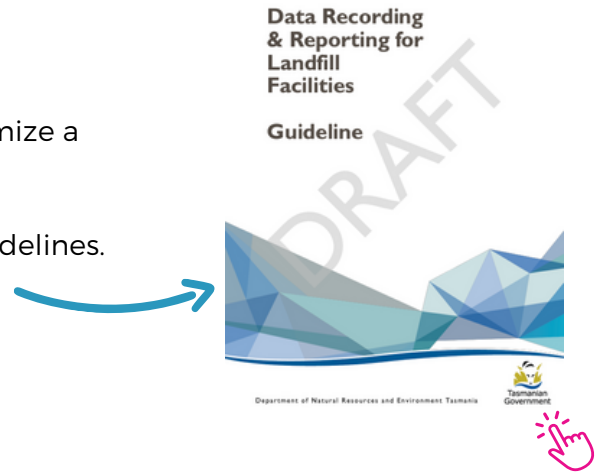 Data Recording
& Reporting for
Landfill
Facilities
Guideline
DRAFT
nize a
delines.
Department of Natural Resources and Environment Tasmania
Tasmanian
Government